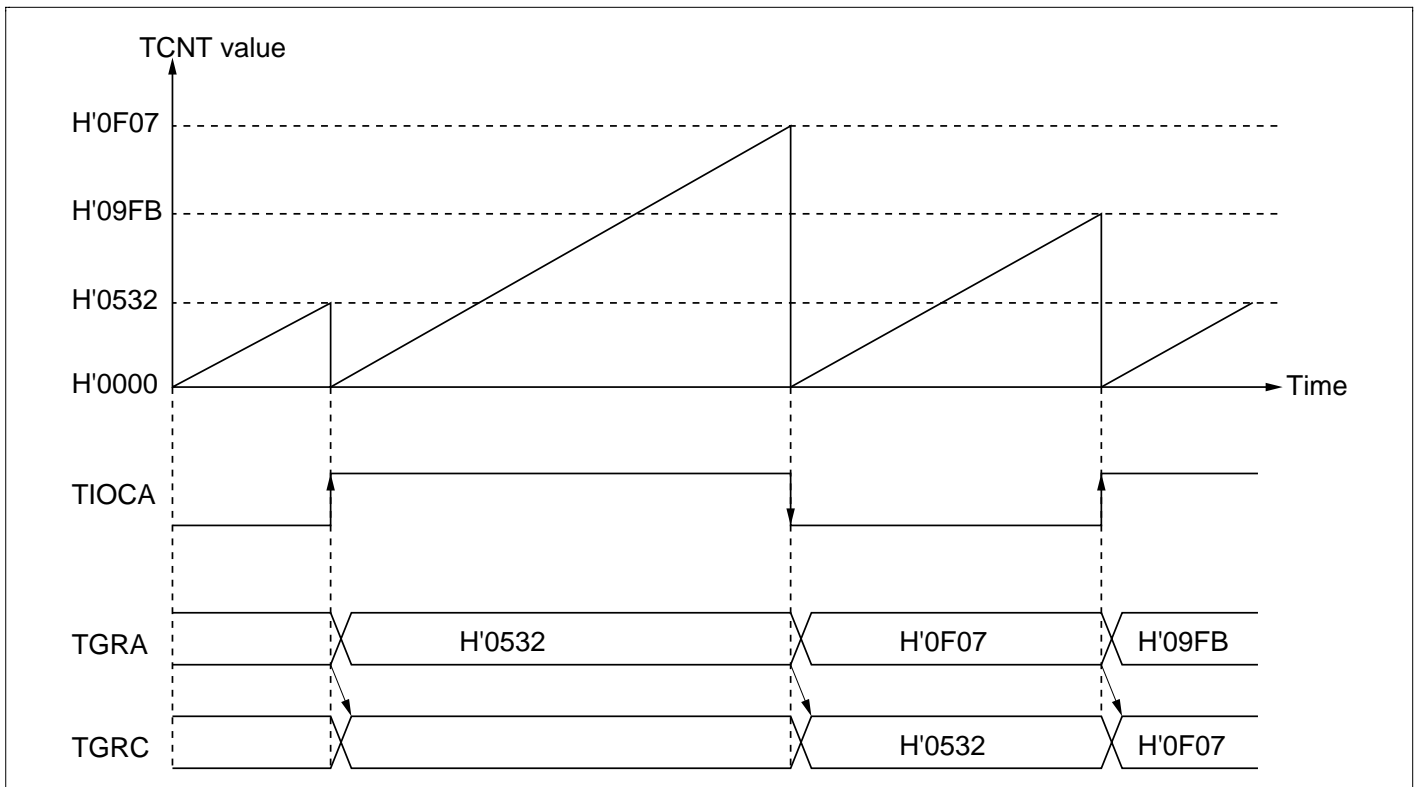 TCNT value
H'0F07
H'09FB
H'0532
H'0000
Time
TIOCA
TGRA H'0532 H'0F07 H'09FB
TGRC H'0532 H'0F07